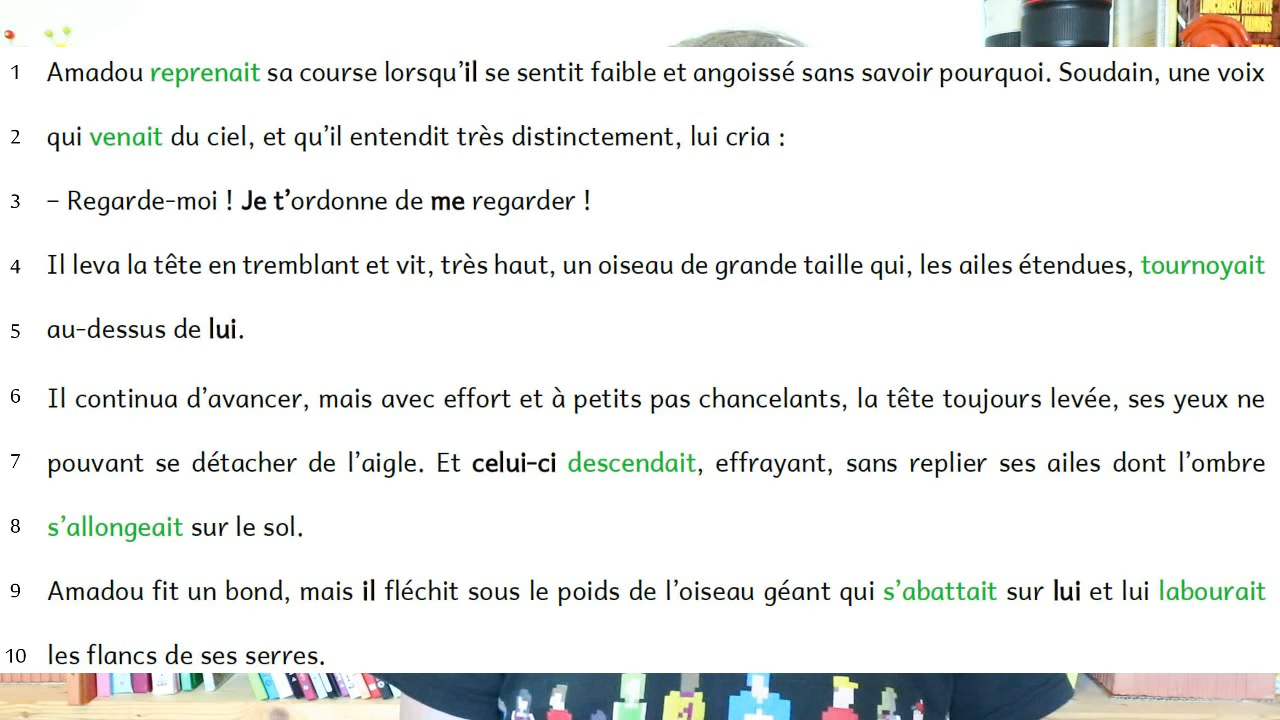 1 Amadou reprenait sa course lorsqu'il se sentit faible et angoissé sans savoir pourquoi. Soudain, une voix
2 qui venait du ciel, et qu'il entendit très distinctement, lui cria :
3 – Regarde-moi ! Je t'ordonne de me regarder !
4 Il leva la tête en tremblant et vit, très haut, un oiseau de grande taille qui, les ailes étendues, tournoyait
5 au-dessus de lui.
6 Il continua d'avancer, mais avec effort et à petits pas chancelants, la tête toujours levée, ses yeux ne
7 pouvant se détacher de l'aigle. Et celui-ci descendait, effrayant, sans replier ses ailes dont l'ombre
8 s'allongeait sur le sol.
9 Amadou fit un bond, mais il fléchit sous le poids de l'oiseau géant qui s'abattait sur lui et lui labourait
10 les flancs de ses serres.